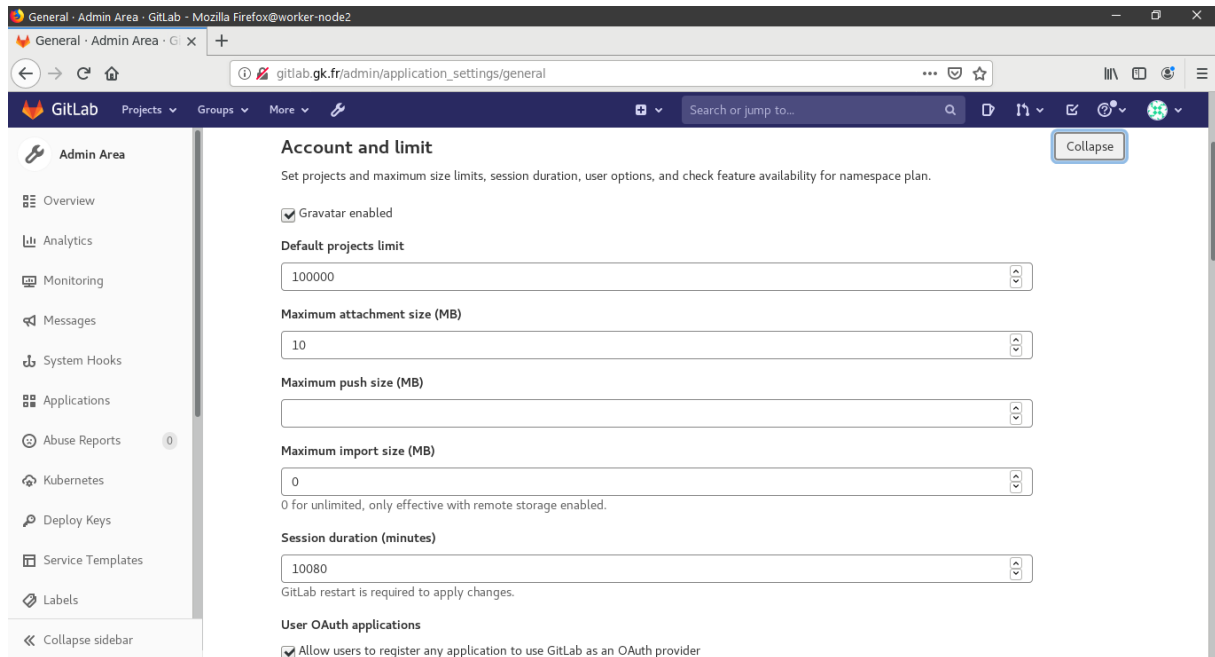 General · Admin Area · GitLab - Mozilla Firefox@worker-node2
General · Admin Area · Gi
gitlab.gk.fr/admin/application_settings/general
GitLab Projects Groups More Search or jump to...
Admin Area
Overview
Analytics
Monitoring
Messages
System Hooks
Applications
Abuse Reports 0
Kubernetes
Deploy Keys
Service Templates
Labels
Collapse sidebar
Account and limit Collapse
Set projects and maximum size limits, session duration, user options, and check feature availability for namespace plan.
Gravatar enabled
Default projects limit
100000
Maximum attachment size (MB)
10
Maximum push size (MB)
Maximum import size (MB)
0
0 for unlimited, only effective with remote storage enabled.
Session duration (minutes)
10080
GitLab restart is required to apply changes.
User OAuth applications
Allow users to register any application to use GitLab as an OAuth provider